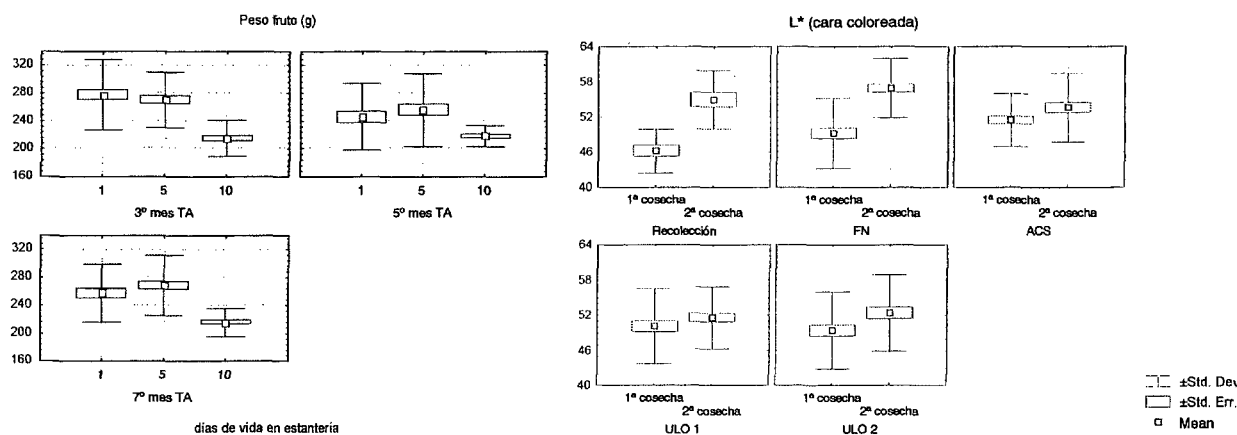 Peso fruto (g)
320
280
240
200
160
1 5 10
3º mes TA
1 5 10
5º mes TA
320
280
240
200
160
1 5 10
7º mes TA
días de vida en estantería
L* (cara coloreada)
64
58
52
46
40
1ª cosecha
2ª cosecha
Recolección
1ª cosecha
2ª cosecha
FN
1ª cosecha
2ª cosecha
ACS
64
58
52
46
40
1ª cosecha
2ª cosecha
ULO 1
1ª cosecha
2ª cosecha
ULO 2
±Std. Dev
±Std. Err.
Mean